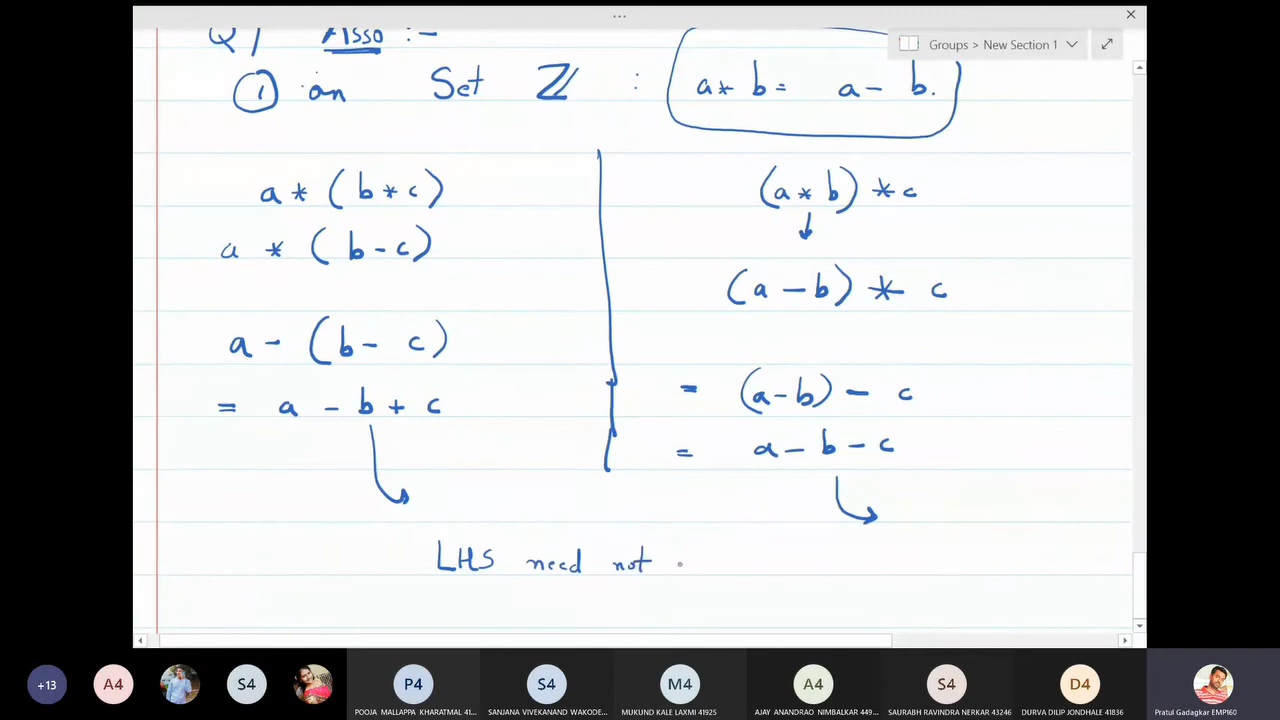 Q1 Asso :-
Groups > New Section 1
① on Set ℤ : a * b = a - b.
a * ( b * c )
a * ( b - c )
a - ( b - c )
= a - b + c
(a * b) * c
(a - b) * c
= (a - b) - c
= a - b - c
LHS need not
+13
A4
S4
P4
POOJA MALLAPPA KHARATMAL 41...
S4
SANJANA VIVEKANAND WAKODE...
M4
MUKUND KALE LAXMI 41925
A4
AJAY ANANDRAO NIMBALKAR 449...
S4
SAURABH RAVINDRA NERKAR 43246
D4
DURVA DILIP JONDHALE 41836
Pratul Gadagkar EMP160